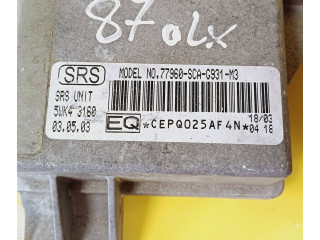 87 olx
SRS
MODEL NO.77960-SCA-G931-M3
SRS UNIT
5WK4 3160
03.05.03
EQ
*CEPQ025AF4N*
18/03
04 18